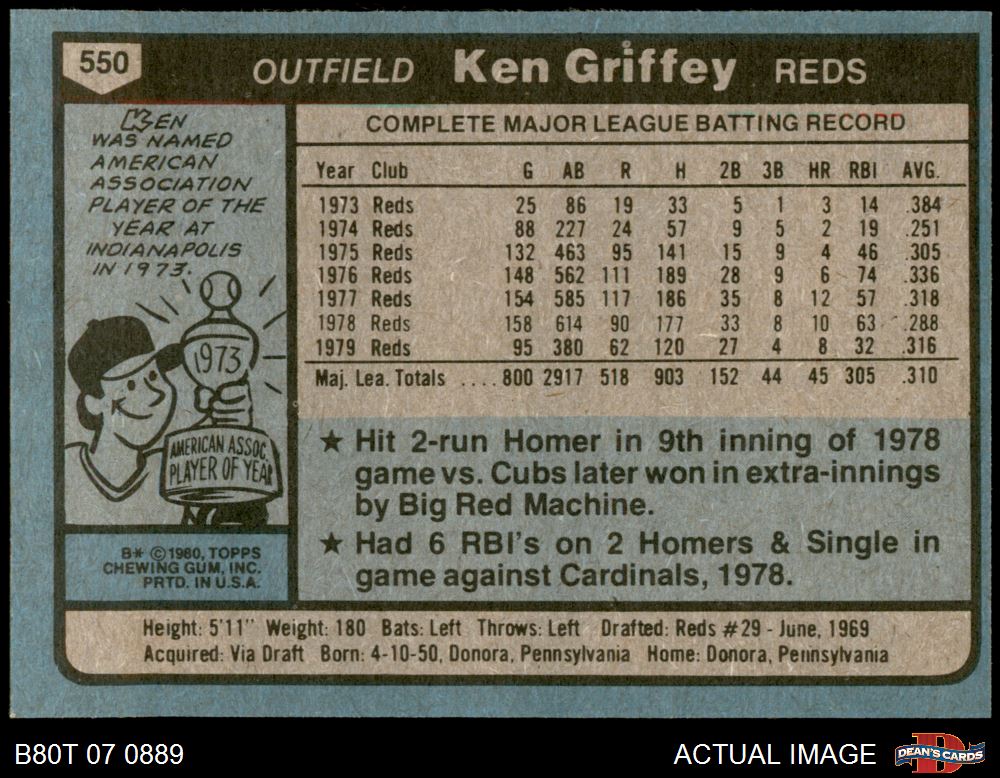 550 OUTFIELD Ken Griffey REDS
KEN
WAS NAMED
AMERICAN
ASSOCIATION
PLAYER OF THE
YEAR AT
INDIANAPOLIS
IN 1973.
1973
AMERICAN ASSOC.
PLAYER OF YEAR
B* ©1980, TOPPS
CHEWING GUM, INC.
PRTD. IN U.S.A.
COMPLETE MAJOR LEAGUE BATTING RECORD
Year Club G AB R H 2B 3B HR RBI AVG.
1973 Reds 25 86 19 33 5 1 3 14 .384
1974 Reds 88 227 24 57 9 5 2 19 .251
1975 Reds 132 463 95 141 15 9 4 46 .305
1976 Reds 148 562 111 189 28 9 6 74 .336
1977 Reds 154 585 117 186 35 8 12 57 .318
1978 Reds 158 614 90 177 33 8 10 63 .288
1979 Reds 95 380 62 120 27 4 8 32 .316
Maj. Lea. Totals ....800 2917 518 903 152 44 45 305 .310
★ Hit 2-run Homer in 9th inning of 1978
game vs. Cubs later won in extra-innings
by Big Red Machine.
★ Had 6 RBI's on 2 Homers & Single in
game against Cardinals, 1978.
Height: 5'11" Weight: 180 Bats: Left Throws: Left Drafted: Reds #29 - June, 1969
Acquired: Via Draft Born: 4-10-50, Donora, Pennsylvania Home: Donora, Pennsylvania
B80T 07 0889 ACTUAL IMAGE DEAN'S CARDS